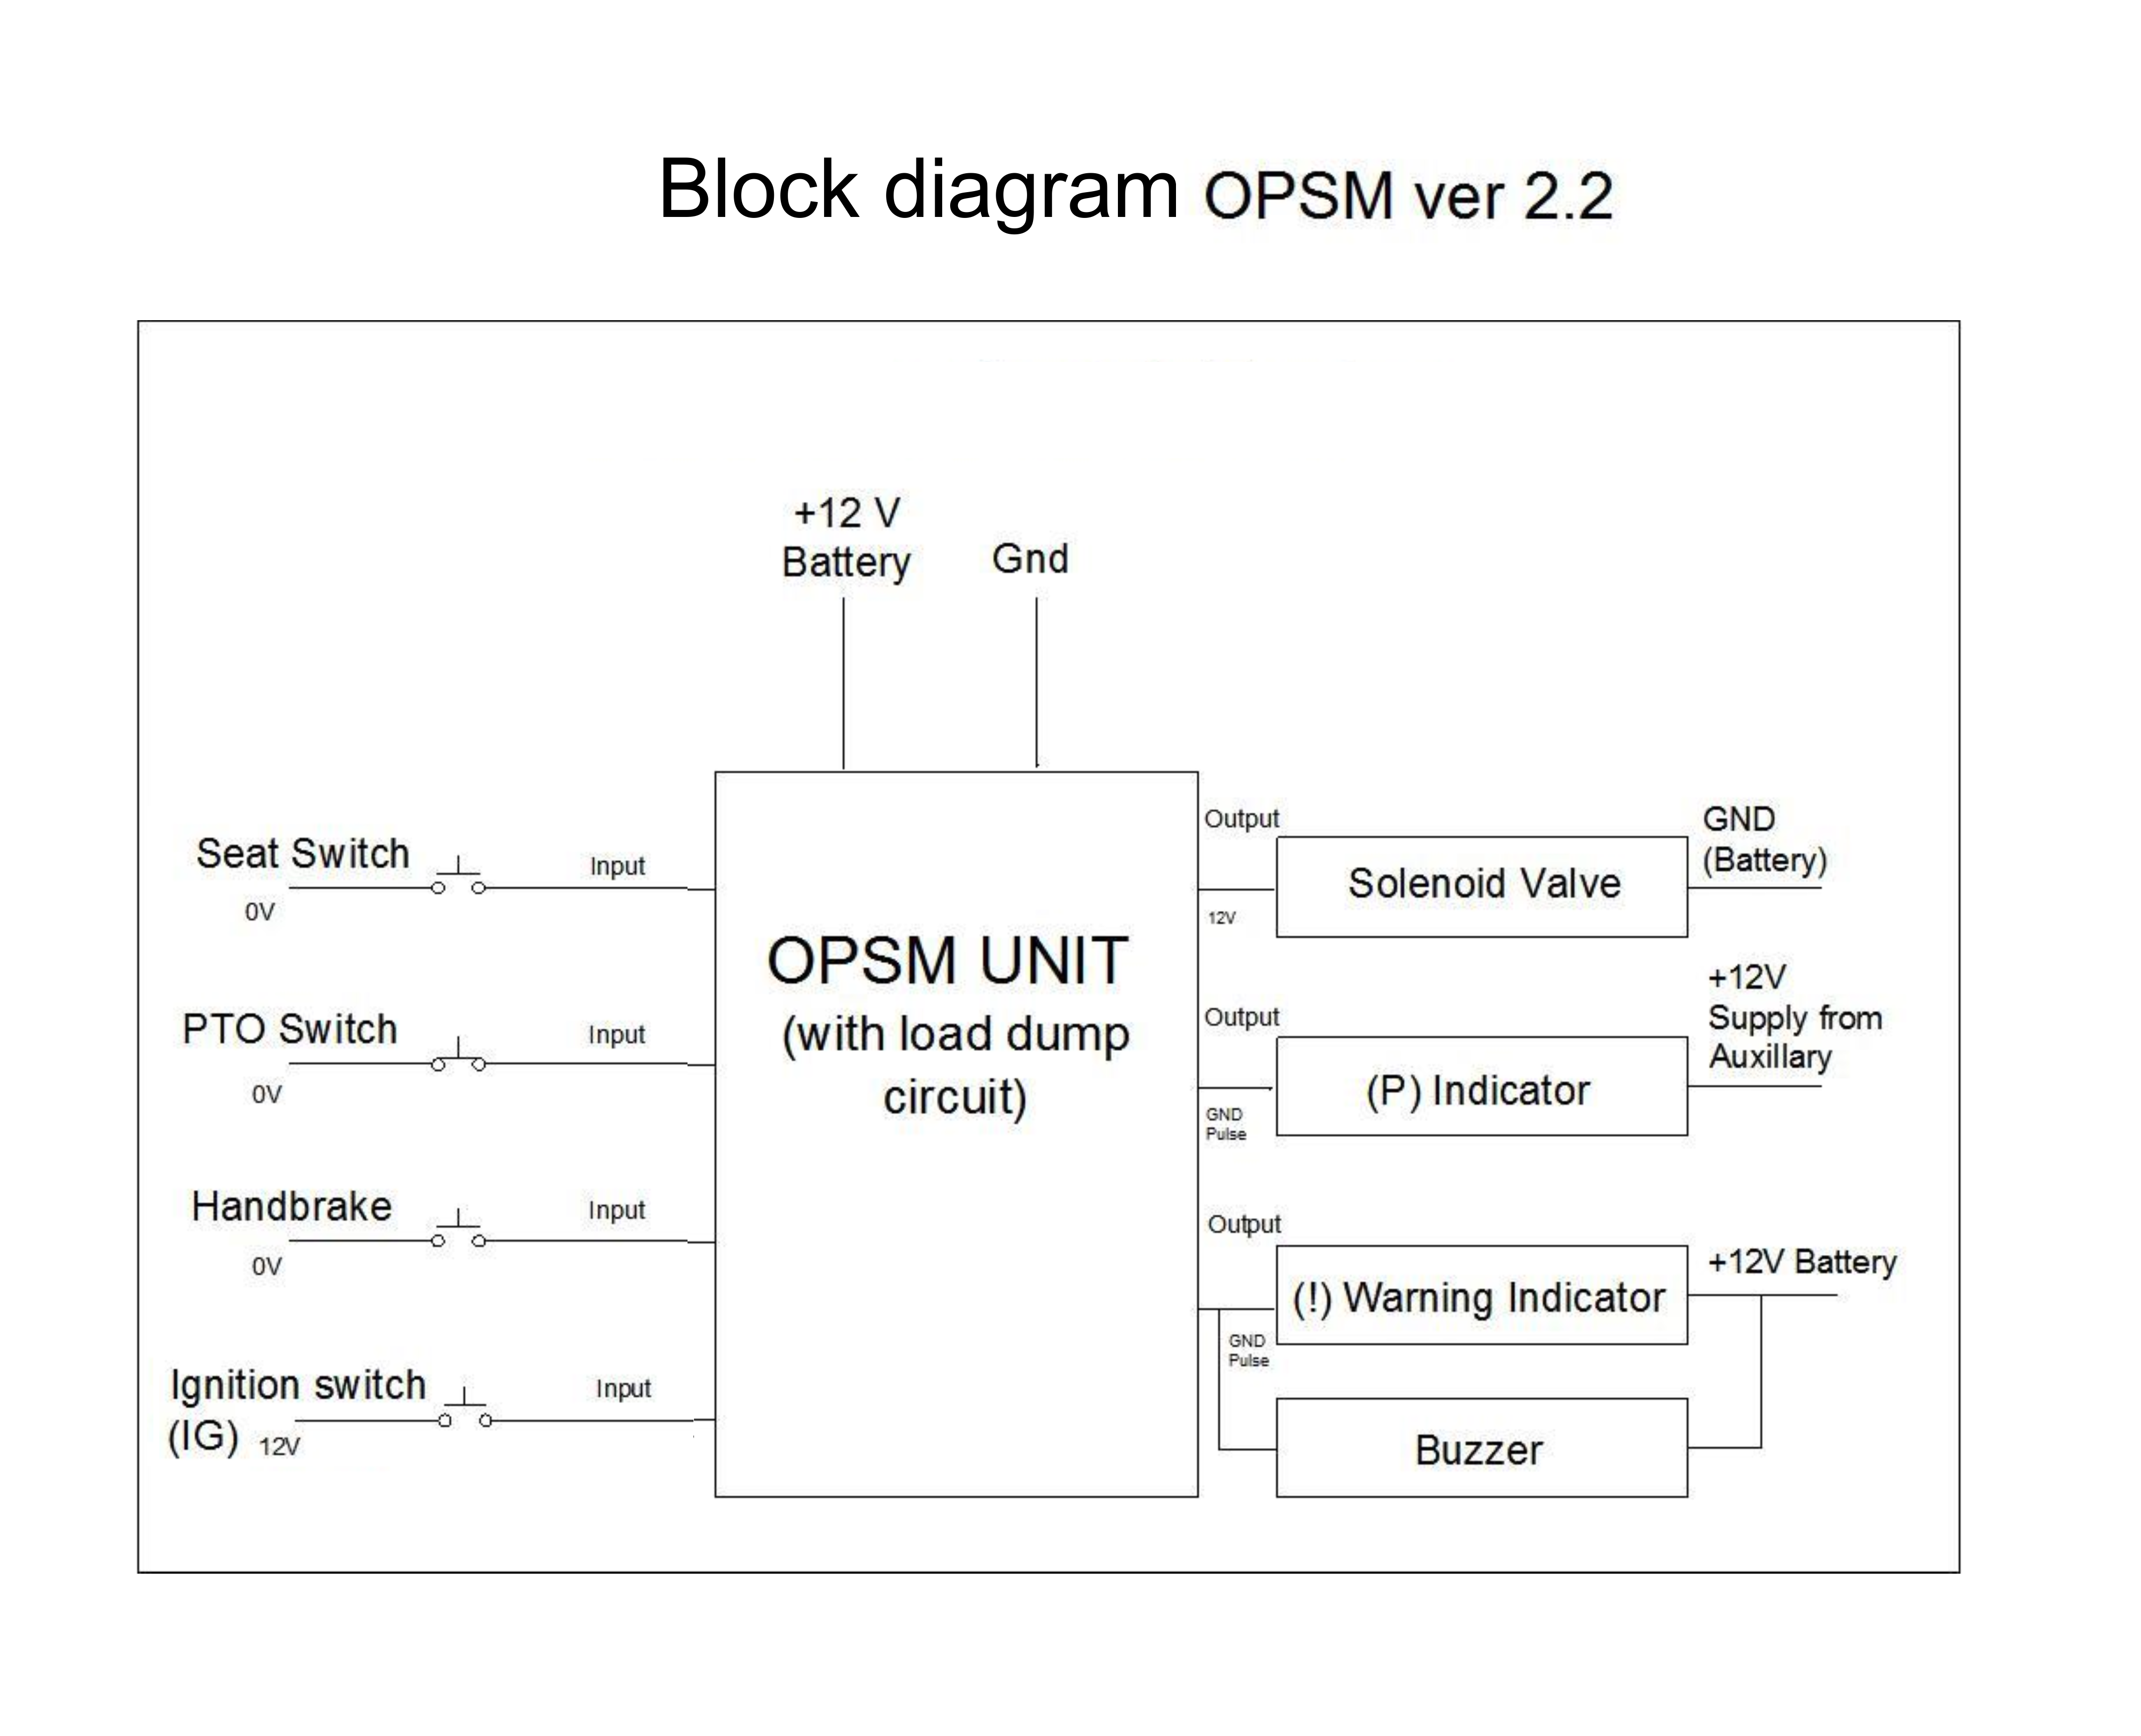 Block diagram OPSM ver 2.2
+12 V
Battery
Gnd
Seat Switch
0V
Input
PTO Switch
0V
Input
Handbrake
0V
Input
Ignition switch
(IG) 12V
Input
OPSM UNIT
(with load dump
circuit)
Output
12V
Solenoid Valve
GND
(Battery)
Output
GND
Pulse
(P) Indicator
+12V
Supply from
Auxillary
Output
GND
Pulse
(!) Warning Indicator
+12V Battery
Buzzer